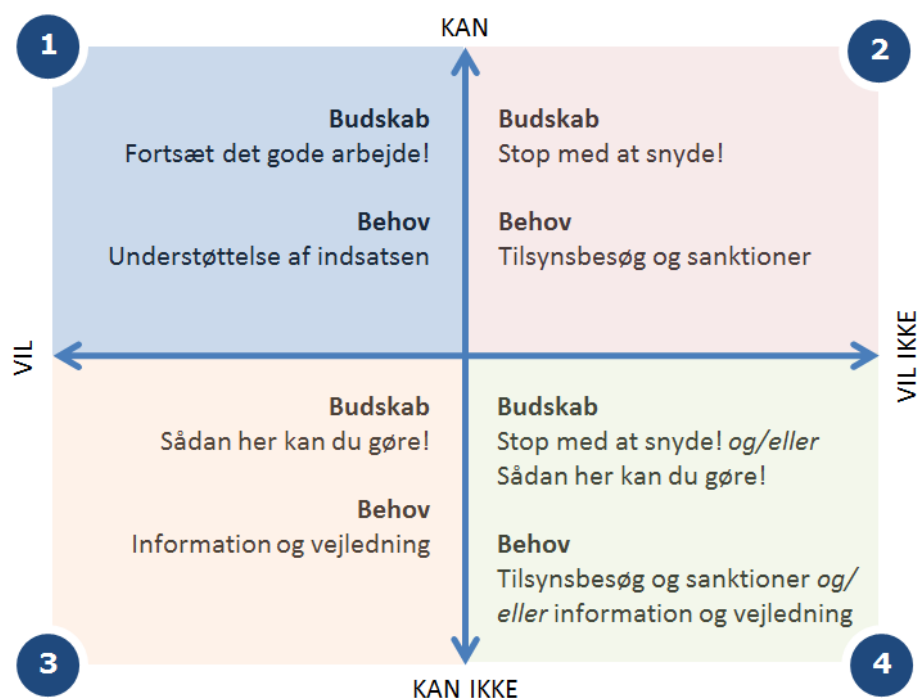 KAN
1
Budskab
Fortsæt det gode arbejde!
Behov
Understøttelse af indsatsen
2
Budskab
Stop med at snyde!
Behov
Tilsynsbesøg og sanktioner
VIL
VIL IKKE
Budskab
Sådan her kan du gøre!
Behov
Information og vejledning
3
Budskab
Stop med at snyde! og/eller
Sådan her kan du gøre!
Behov
Tilsynsbesøg og sanktioner og/
eller information og vejledning
4
KAN IKKE